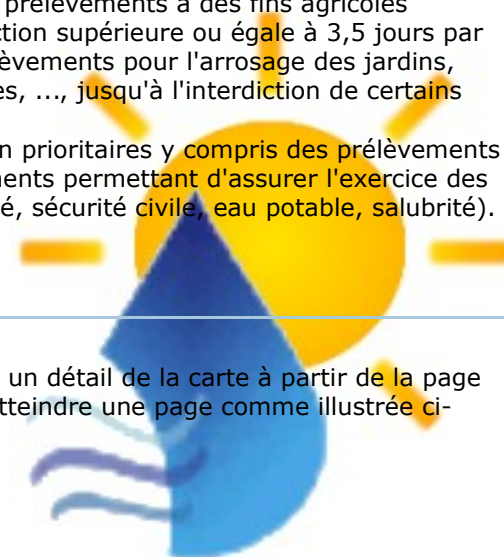 prélèvements à des fins agricoles
ction supérieure ou égale à 3,5 jours par
èvements pour l'arrosage des jardins,
es, ..., jusqu'à l'interdiction de certains
n prioritaires y compris des prélèvements
ents permettant d'assurer l'exercice des
é, sécurité civile, eau potable, salubrité).
un détail de la carte à partir de la page
tteindre une page comme illustrée ci-